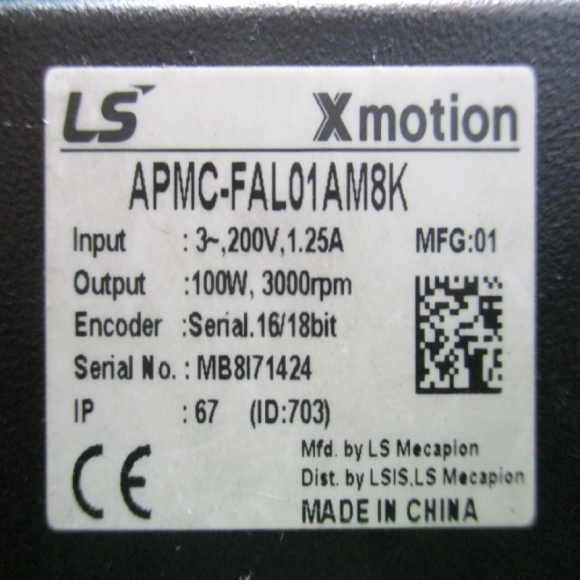 LS Xmotion
APMC-FAL01AM8K
Input : 3~,200V,1.25A MFG:01
Output :100W, 3000rpm
Encoder :Serial.16/18bit
Serial No. : MB8I71424
IP : 67 (ID:703)
CE
Mfd. by LS Mecapion
Dist. by LSIS,LS Mecapion
MADE IN CHINA